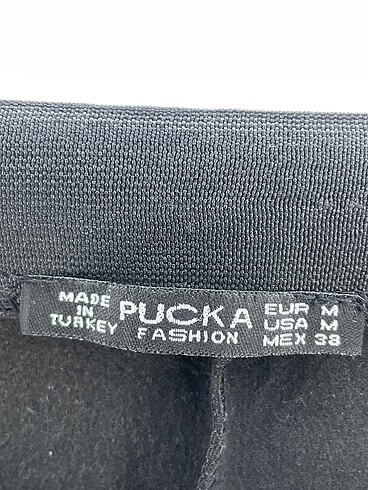 MADE
IN
TURKEY
PUCKA
FASHION
EUR M
USA M
MEX 38